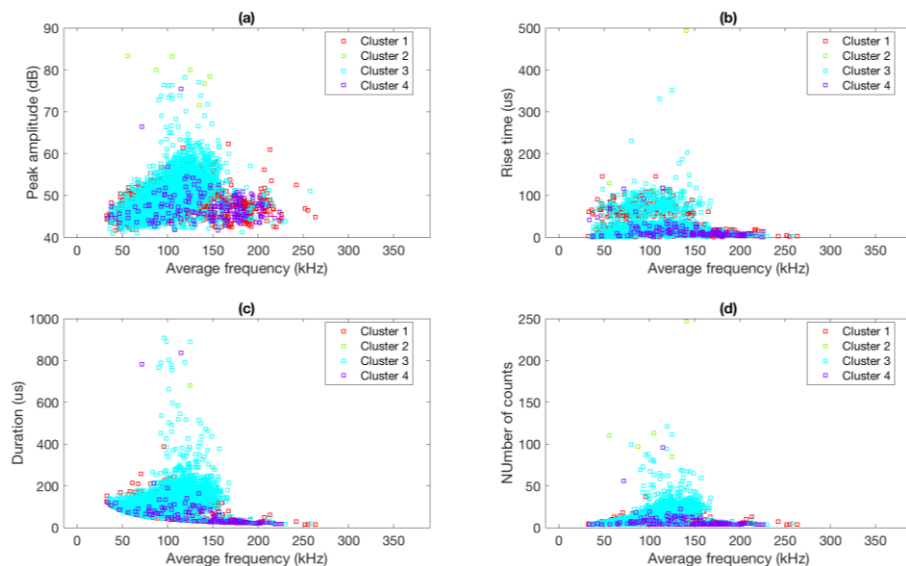 (a)
90
80
70
60
50
40
Peak amplitude (dB)
0 50 100 150 200 250 300 350
Average frequency (kHz)
Cluster 1
Cluster 2
Cluster 3
Cluster 4
(b)
500
400
300
200
100
0
Rise time (us)
0 50 100 150 200 250 300 350
Average frequency (kHz)
Cluster 1
Cluster 2
Cluster 3
Cluster 4
(c)
1000
800
600
400
200
0
Duration (us)
0 50 100 150 200 250 300 350
Average frequency (kHz)
Cluster 1
Cluster 2
Cluster 3
Cluster 4
(d)
250
200
150
100
50
0
NUmber of counts
0 50 100 150 200 250 300 350
Average frequency (kHz)
Cluster 1
Cluster 2
Cluster 3
Cluster 4